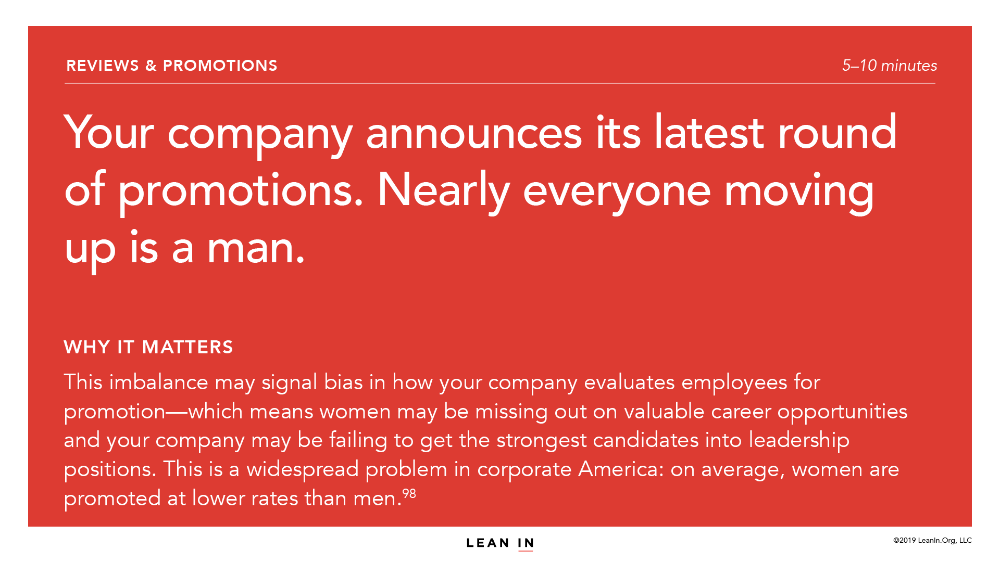 REVIEWS & PROMOTIONS
5–10 minutes
Your company announces its latest round
of promotions. Nearly everyone moving
up is a man.
WHY IT MATTERS
This imbalance may signal bias in how your company evaluates employees for
promotion—which means women may be missing out on valuable career opportunities
and your company may be failing to get the strongest candidates into leadership
positions. This is a widespread problem in corporate America: on average, women are
promoted at lower rates than men.⁹⁸
LEAN IN
©2019 LeanIn.Org, LLC